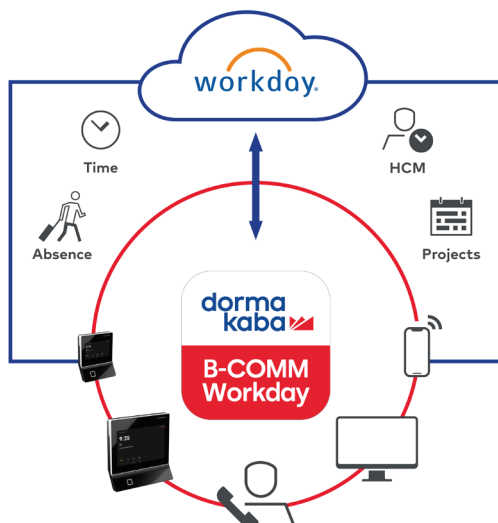 workday.
Time
HCM
Absence
Projects
dorma
kaba
B-COMM
Workday
9:35